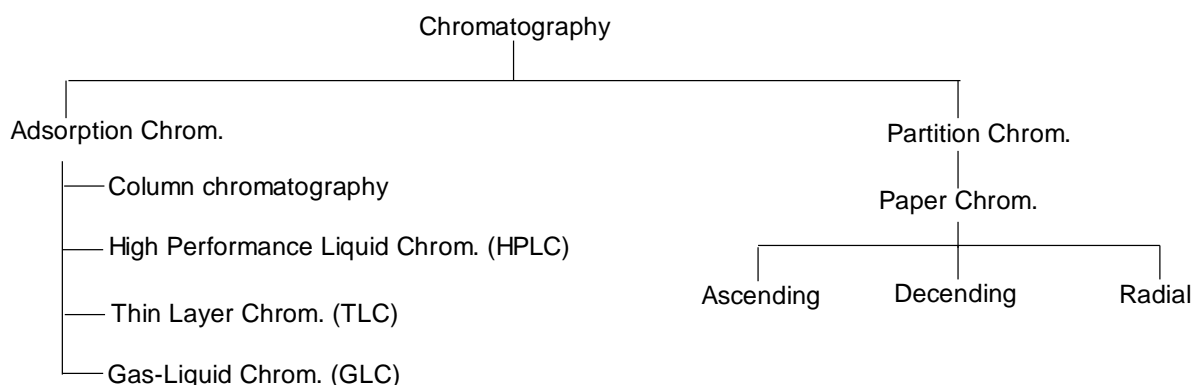 Chromatography
Adsorption Chrom.
Partition Chrom.
Column chromatography
Paper Chrom.
High Performance Liquid Chrom. (HPLC)
Ascending
Decending
Radial
Thin Layer Chrom. (TLC)
Gas-Liquid Chrom. (GLC)